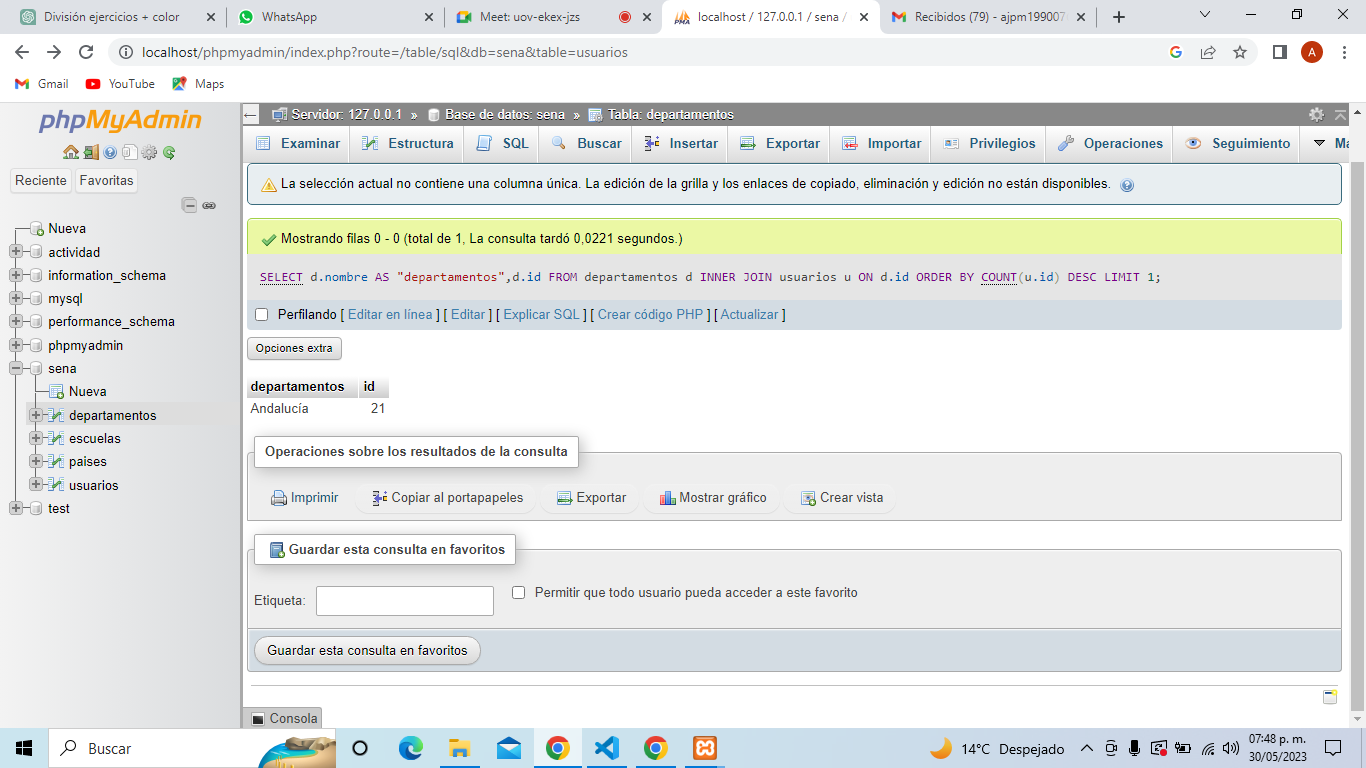 División ejercicios + color
WhatsApp
Meet: uov-ekex-jzs
localhost / 127.0.0.1 / sena /
Recibidos (79) - ajpm199007
localhost/phpmyadmin/index.php?route=/table/sql&db=sena&table=usuarios
A
Gmail
YouTube
Maps
phpMyAdmin
Reciente
Favoritas
Nueva
actividad
information_schema
mysql
performance_schema
phpmyadmin
sena
Nueva
departamentos
escuelas
paises
usuarios
test
Servidor: 127.0.0.1 » Base de datos: sena » Tabla: departamentos
Examinar
Estructura
SQL
Buscar
Insertar
Exportar
Importar
Privilegios
Operaciones
Seguimiento
Má
La selección actual no contiene una columna única. La edición de la grilla y los enlaces de copiado, eliminación y edición no están disponibles.
Mostrando filas 0 - 0 (total de 1, La consulta tardó 0,0221 segundos.)
SELECT d.nombre AS "departamentos",d.id FROM departamentos d INNER JOIN usuarios u ON d.id ORDER BY COUNT(u.id) DESC LIMIT 1;
Perfilando [ Editar en línea ] [ Editar ] [ Explicar SQL ] [ Crear código PHP ] [ Actualizar ]
Opciones extra
departamentos id
Andalucía 21
Operaciones sobre los resultados de la consulta
Imprimir
Copiar al portapapeles
Exportar
Mostrar gráfico
Crear vista
Guardar esta consulta en favoritos
Etiqueta:
Permitir que todo usuario pueda acceder a este favorito
Guardar esta consulta en favoritos
Consola
Buscar
14°C Despejado
07:48 p. m.
30/05/2023